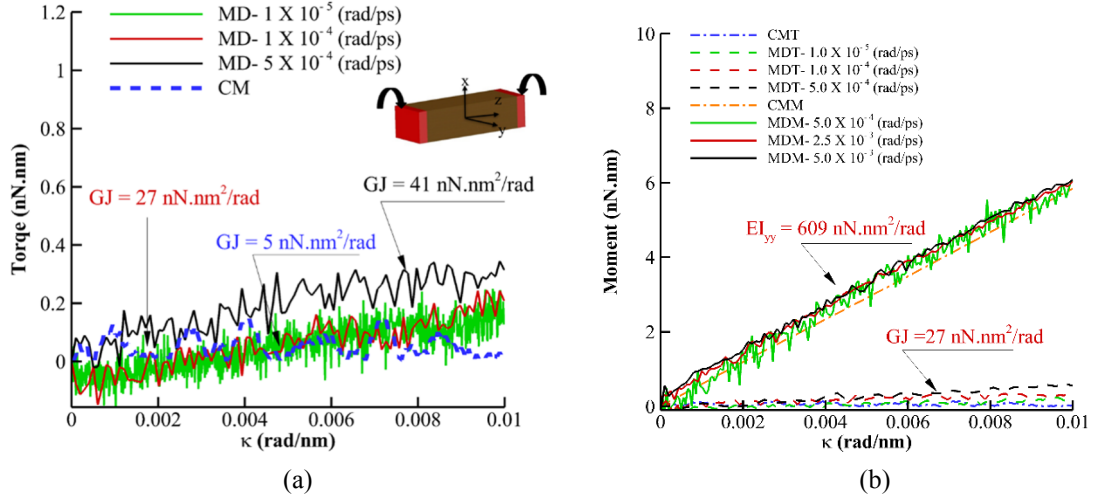 MD- 1 X 10⁻⁵ (rad/ps)
MD- 1 X 10⁻⁴ (rad/ps)
MD- 5 X 10⁻⁴ (rad/ps)
CM
x
z
y
GJ = 27 nN.nm²/rad
GJ = 41 nN.nm²/rad
GJ = 5 nN.nm²/rad
Torqe (nN.nm)
1.2
1
0.8
0.6
0.4
0.2
0
0
0.002
0.004
0.006
0.008
0.01
κ (rad/nm)
(a)
CMT
MDT- 1.0 X 10⁻⁵ (rad/ps)
MDT- 1.0 X 10⁻⁴ (rad/ps)
MDT- 5.0 X 10⁻⁴ (rad/ps)
CMM
MDM- 5.0 X 10⁻⁴ (rad/ps)
MDM- 2.5 X 10⁻³ (rad/ps)
MDM- 5.0 X 10⁻³ (rad/ps)
EIyy = 609 nN.nm²/rad
GJ = 27 nN.nm²/rad
Moment (nN.nm)
10
8
6
4
2
0
0
0.002
0.004
0.006
0.008
0.01
κ (rad/nm)
(b)